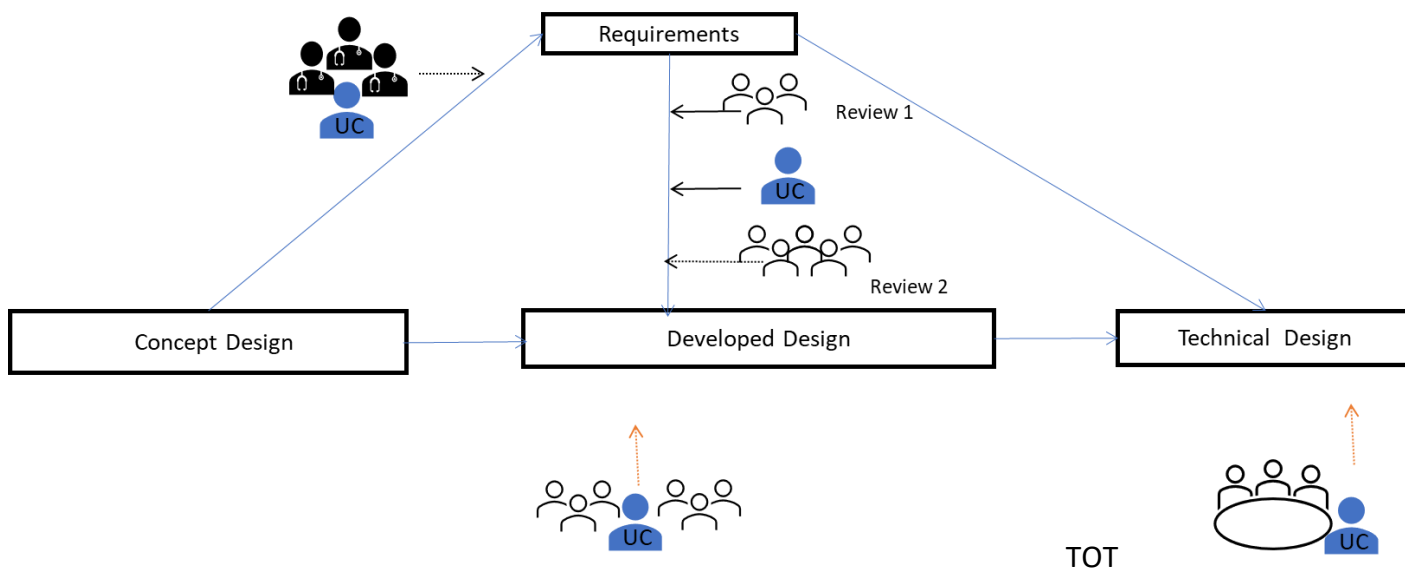 Requirements
UC
Review 1
UC
Review 2
Concept Design
Developed Design
Technical Design
UC
UC
TOT